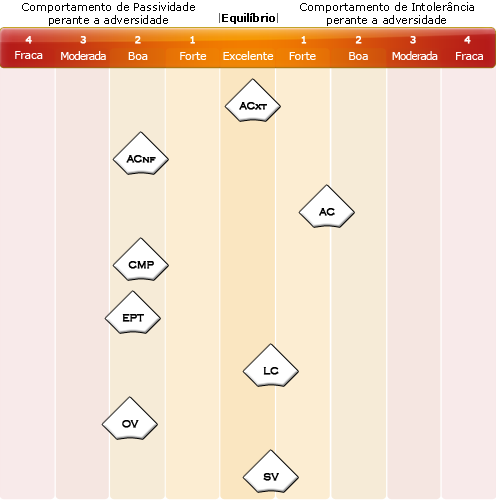 Comportamento de Passividade
perante a adversidade
|Equilíbrio|
Comportamento de Intolerância
perante a adversidade
4 3 2 1 1 2 3 4
Fraca Moderada Boa Forte Excelente Forte Boa Moderada Fraca
ACXT
ACNF
AC
CMP
EPT
LC
OV
SV